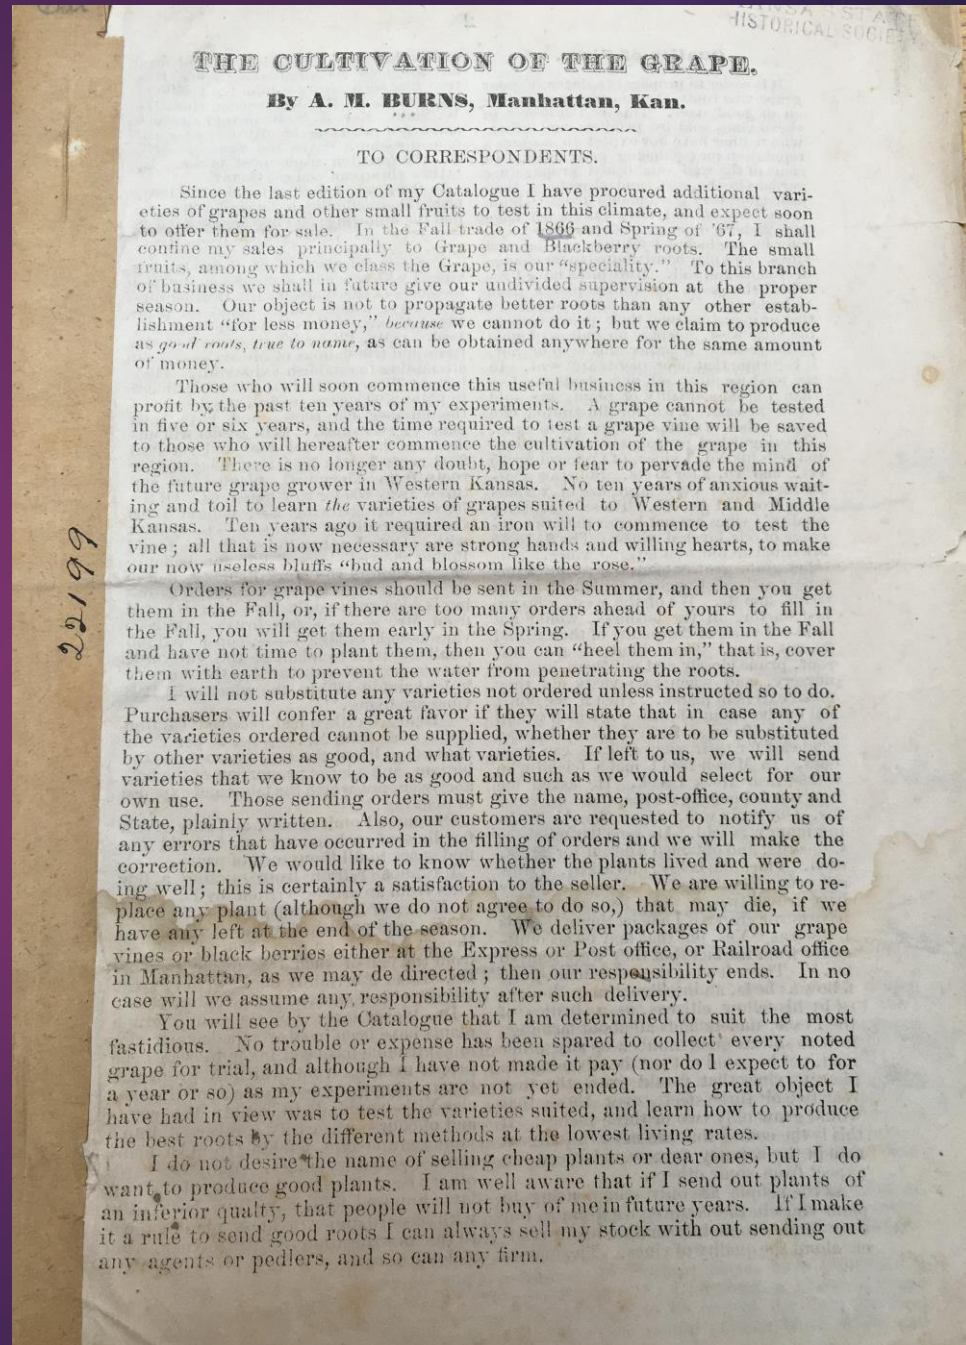 HISTORICAL SOCIETY
THE CULTIVATION OF THE GRAPE.
By A. M. BURNS, Manhattan, Kan.
TO CORRESPONDENTS.
Since the last edition of my Catalogue I have procured additional vari-
eties of grapes and other small fruits to test in this climate, and expect soon
to offer them for sale. In the Fall trade of 1866 and Spring of '67, I shall
confine my sales principally to Grape and Blackberry roots. The small
fruits, among which we class the Grape, is our "speciality." To this branch
of business we shall in future give our undivided supervision at the proper
season. Our object is not to propagate better roots than any other estab-
lishment "for less money," because we cannot do it; but we claim to produce
as good roots, true to name, as can be obtained anywhere for the same amount
of money.
Those who will soon commence this useful business in this region can
profit by the past ten years of my experiments. A grape cannot be tested
in five or six years, and the time required to test a grape vine will be saved
to those who will hereafter commence the cultivation of the grape in this
region. There is no longer any doubt, hope or fear to pervade the mind of
the future grape grower in Western Kansas. No ten years of anxious wait-
ing and toil to learn the varieties of grapes suited to Western and Middle
Kansas. Ten years ago it required an iron will to commence to test the
vine; all that is now necessary are strong hands and willing hearts, to make
our now useless bluffs "bud and blossom like the rose."
Orders for grape vines should be sent in the Summer, and then you get
them in the Fall, or, if there are too many orders ahead of yours to fill in
the Fall, you will get them early in the Spring. If you get them in the Fall
and have not time to plant them, then you can "heel them in," that is, cover
them with earth to prevent the water from penetrating the roots.
I will not substitute any varieties not ordered unless instructed so to do.
Purchasers will confer a great favor if they will state that in case any of
the varieties ordered cannot be supplied, whether they are to be substituted
by other varieties as good, and what varieties. If left to us, we will send
varieties that we know to be as good and such as we would select for our
own use. Those sending orders must give the name, post-office, county and
State, plainly written. Also, our customers are requested to notify us of
any errors that have occurred in the filling of orders and we will make the
correction. We would like to know whether the plants lived and were do-
ing well; this is certainly a satisfaction to the seller. We are willing to re-
place any plant (although we do not agree to do so,) that may die, if we
have any left at the end of the season. We deliver packages of our grape
vines or black berries either at the Express or Post office, or Railroad office
in Manhattan, as we may de directed; then our responsibility ends. In no
case will we assume any responsibility after such delivery.
You will see by the Catalogue that I am determined to suit the most
fastidious. No trouble or expense has been spared to collect every noted
grape for trial, and although I have not made it pay (nor do I expect to for
a year or so) as my experiments are not yet ended. The great object I
have had in view was to test the varieties suited, and learn how to produce
the best roots by the different methods at the lowest living rates.
I do not desire the name of selling cheap plants or dear ones, but I do
want to produce good plants. I am well aware that if I send out plants of
an inferior qualty, that people will not buy of me in future years. If I make
it a rule to send good roots I can always sell my stock with out sending out
any agents or pedlers, and so can any firm.
22199